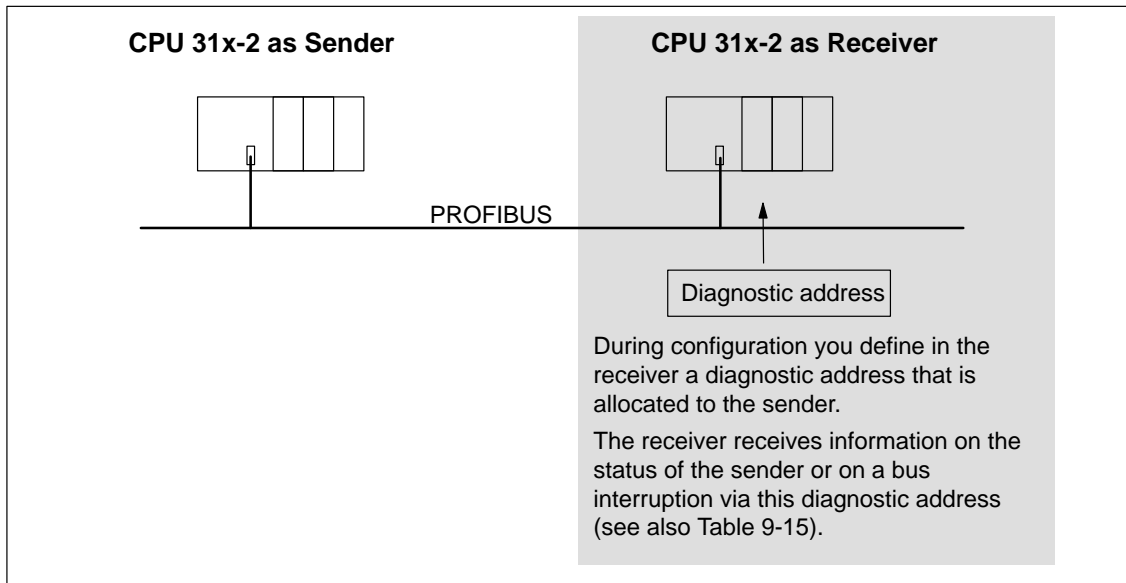 CPU 31x-2 as Sender
CPU 31x-2 as Receiver
PROFIBUS
Diagnostic address
During configuration you define in the
receiver a diagnostic address that is
allocated to the sender.
The receiver receives information on the
status of the sender or on a bus
interruption via this diagnostic address
(see also Table 9-15).